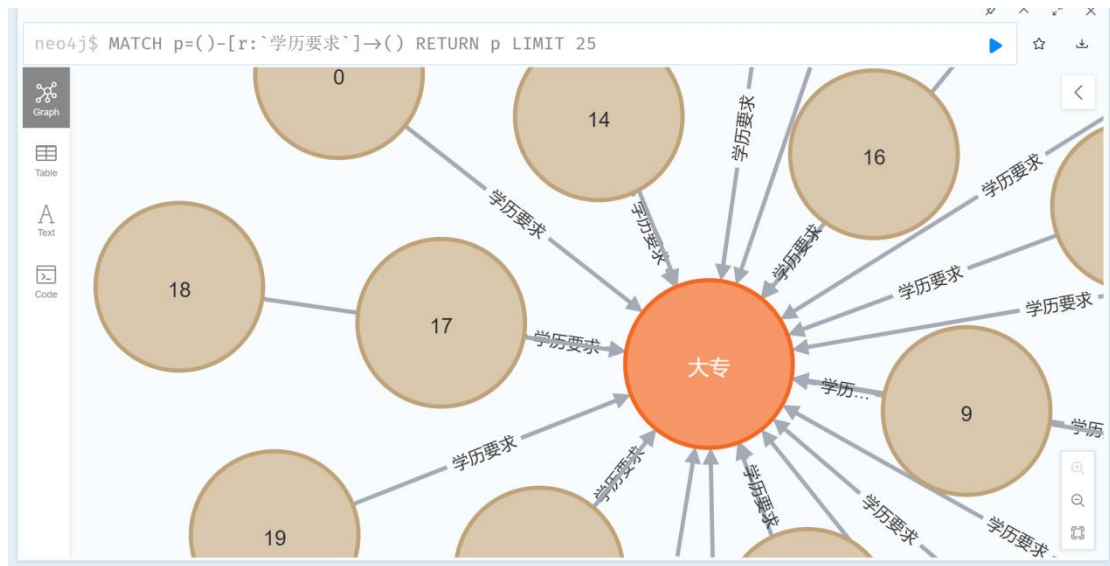 neo4j$ MATCH p=()-[r:`学历要求`]→() RETURN p LIMIT 25
Graph
Table
Text
Code
0
14
16
18
17
19
9
大专
学历要求
学历要求
学历要求
学历要求
学历要求
学历要求
学历要求
学历要求
学历…
学历
学历要求
学历要求
学历要求
学历要求
学历要求